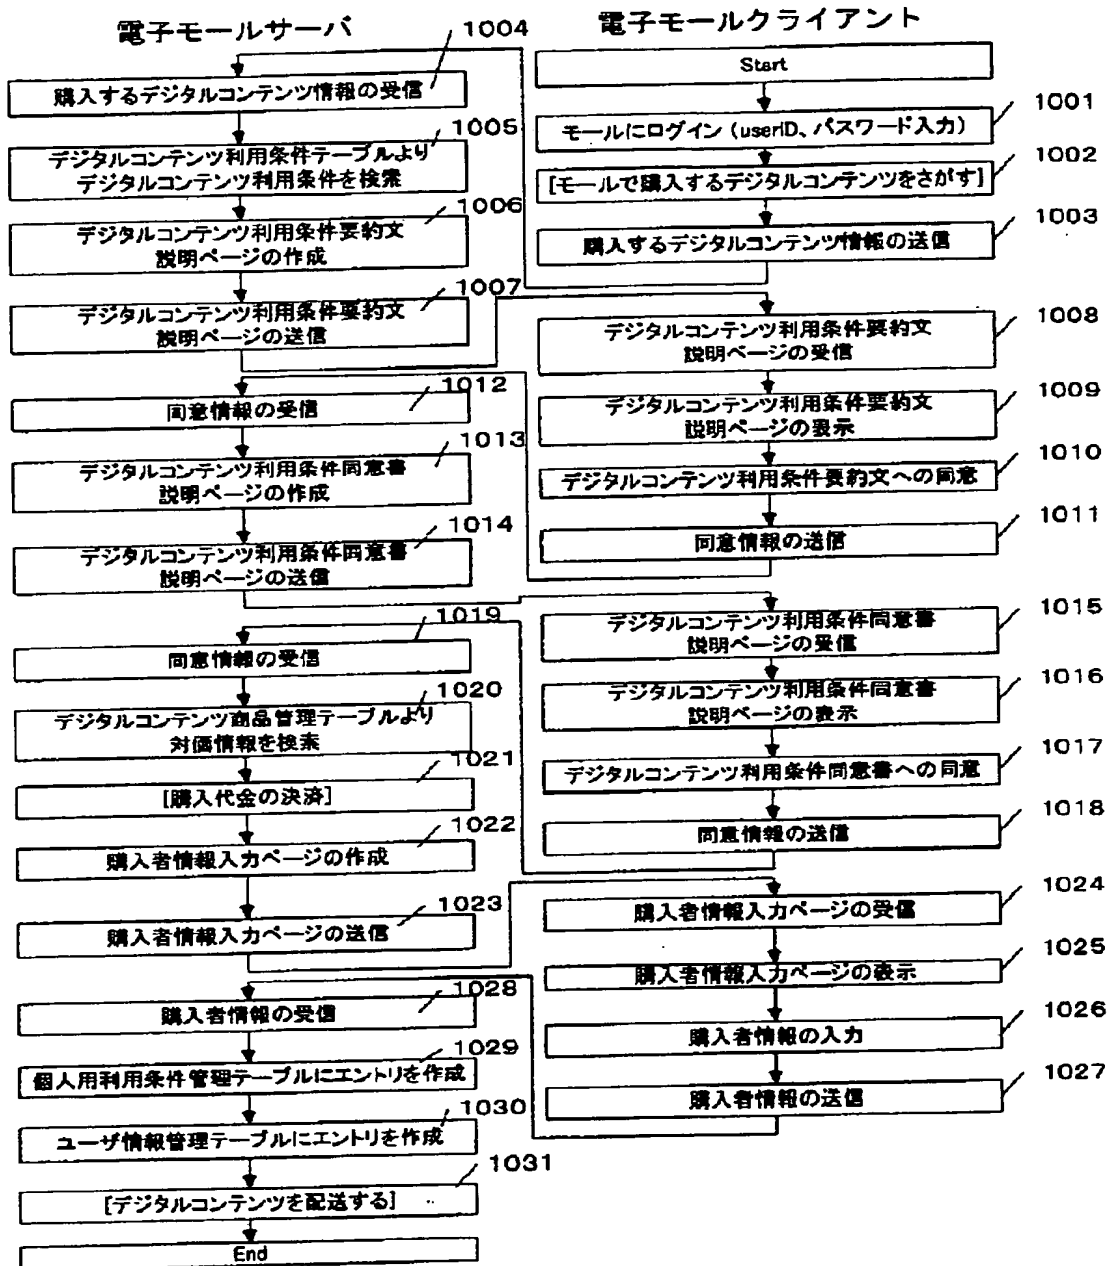 電子モールサーバ
1004
購入するデジタルコンテンツ情報の受信
1005
デジタルコンテンツ利用条件テーブルより
デジタルコンテンツ利用条件を検索
1006
デジタルコンテンツ利用条件要約文
説明ページの作成
1007
デジタルコンテンツ利用条件要約文
説明ページの送信
1012
同意情報の受信
1013
デジタルコンテンツ利用条件同意書
説明ページの作成
1014
デジタルコンテンツ利用条件同意書
説明ページの送信
1019
同意情報の受信
1020
デジタルコンテンツ商品管理テーブルより
対価情報を検索
1021
[購入代金の決済]
1022
購入者情報入力ページの作成
1023
購入者情報入力ページの送信
1028
購入者情報の受信
1029
個人用利用条件管理テーブルにエントリを作成
1030
ユーザ情報管理テーブルにエントリを作成
1031
[デジタルコンテンツを配送する]
End
電子モールクライアント
Start
1001
モールにログイン(userID、パスワード入力)
1002
[モールで購入するデジタルコンテンツをさがす]
1003
購入するデジタルコンテンツ情報の送信
1008
デジタルコンテンツ利用条件要約文
説明ページの受信
1009
デジタルコンテンツ利用条件要約文
説明ページの表示
1010
デジタルコンテンツ利用条件要約文への同意
1011
同意情報の送信
1015
デジタルコンテンツ利用条件同意書
説明ページの受信
1016
デジタルコンテンツ利用条件同意書
説明ページの表示
1017
デジタルコンテンツ利用条件同意書への同意
1018
同意情報の送信
1024
購入者情報入力ページの受信
1025
購入者情報入力ページの表示
1026
購入者情報の入力
1027
購入者情報の送信